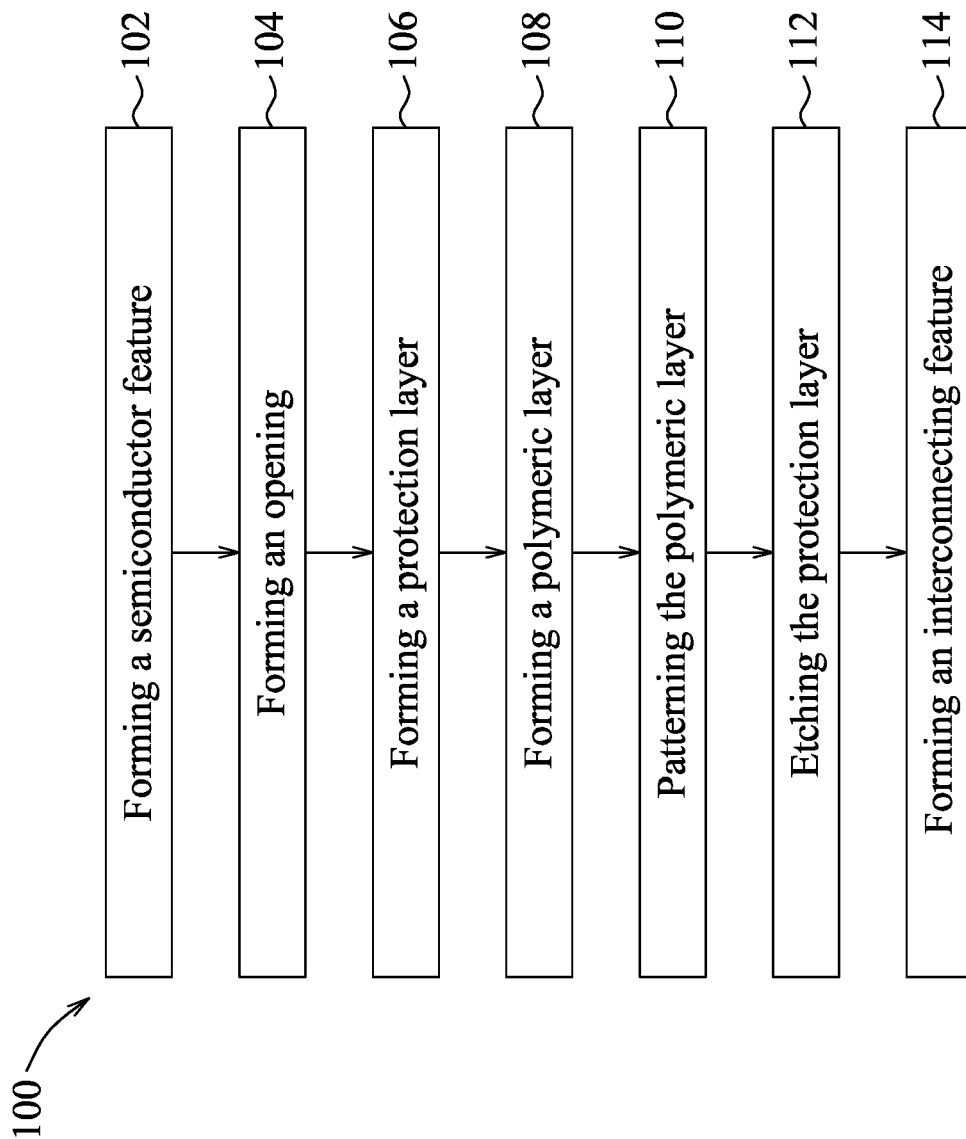 100
Forming a semiconductor feature
102
Forming an opening
104
Forming a protection layer
106
Forming a polymeric layer
108
Patterning the polymeric layer
110
Etching the protection layer
112
Forming an interconnecting feature
114